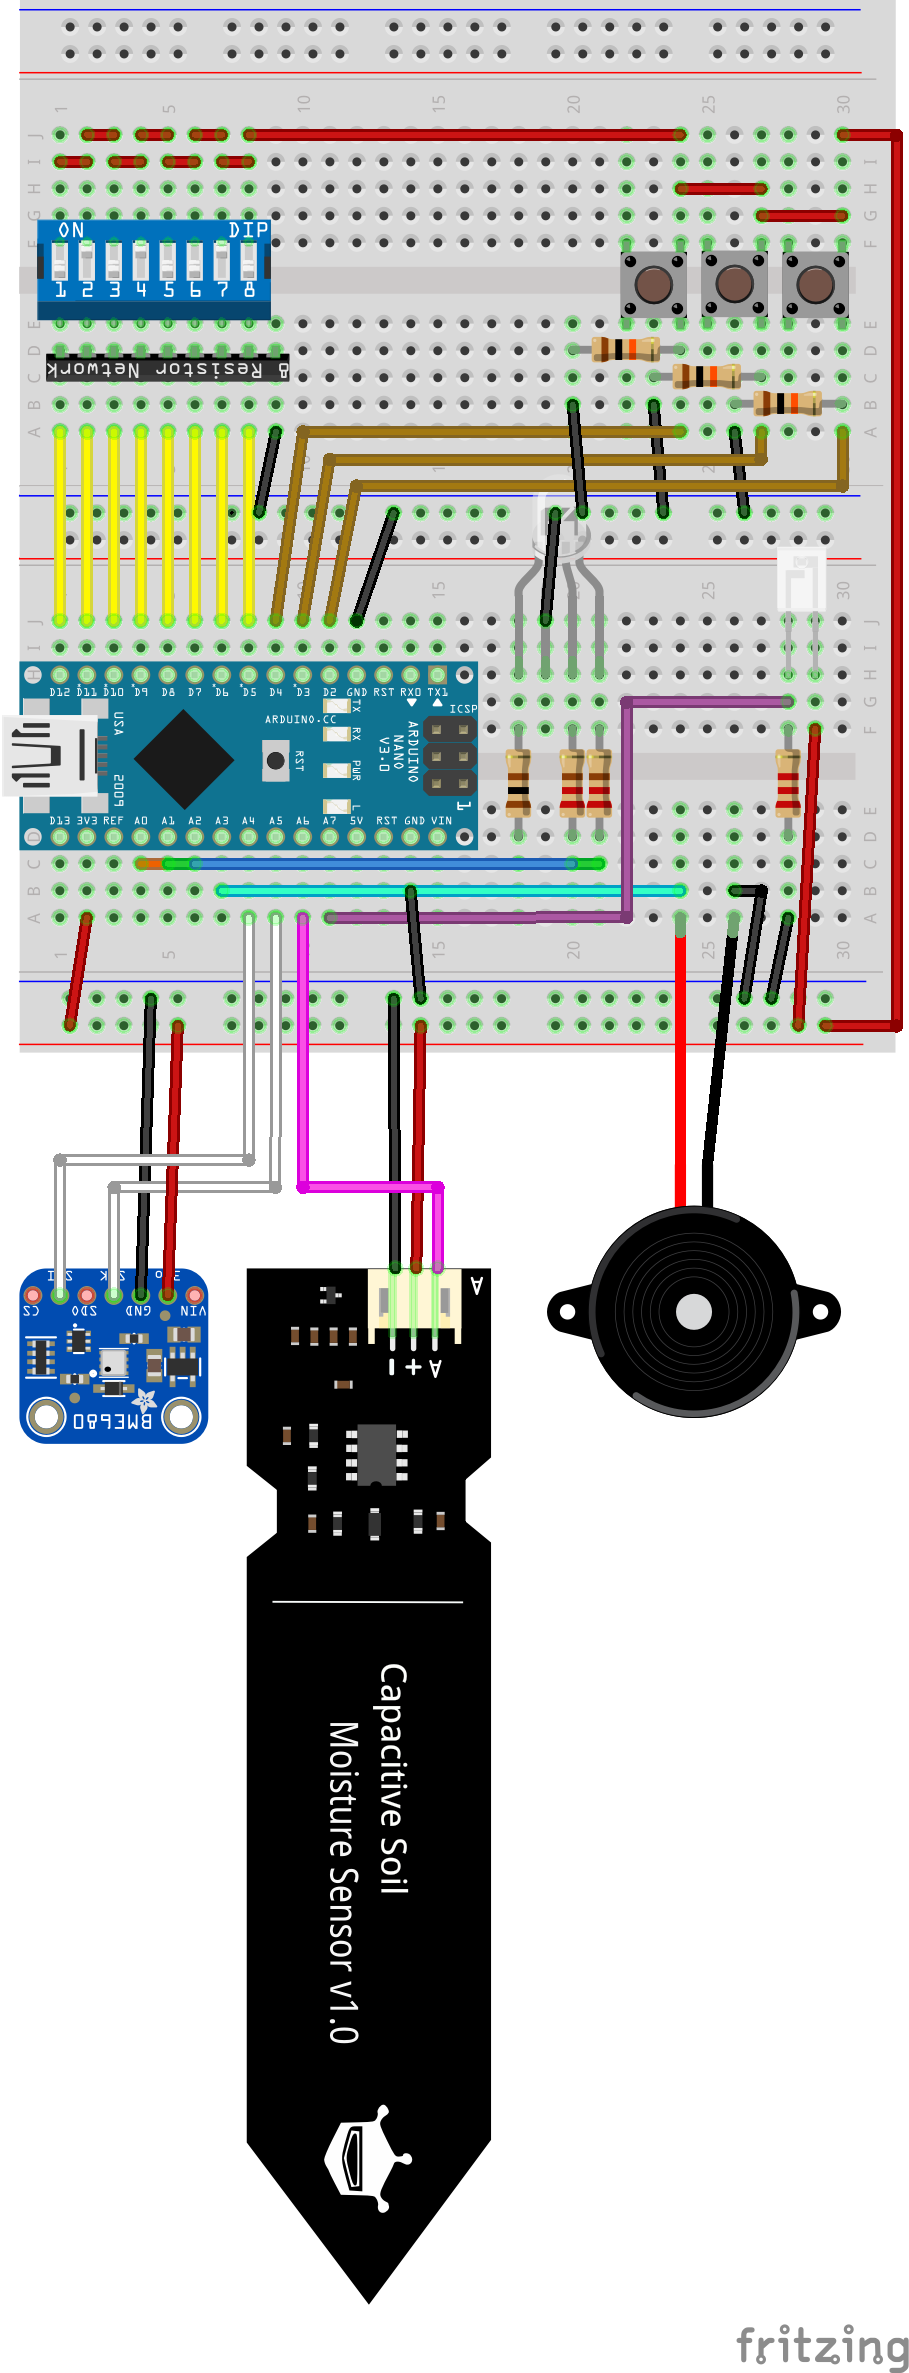 1 5 10 15 20 25 30
J J
I I
H H
G G
F F
ON DIP
1 2 3 4 5 6 7 8
E E
D D
C C
8 Resistor Network
B B
A A
15 30
J J
I I
H H
D12 D11 D10 D9 D8 D7 D6 D5 D4 D3 D2 GND RST RX0 TX1
G G
TX
ICSP
USA
ARDUINO.CC
RX
ARDUINO
NANO
V3.0
F
RST
PWR
2009
L
1
E
D13 3V3 REF A0 A1 A2 A3 A4 A5 A6 A7 5V RST GND VIN
D D
C C
B B
A A
1 5 15 20 25 30
CS SDO GND VIN
BME680
A
- + A
Capacitive Soil
Moisture Sensor v1.0
fritzing